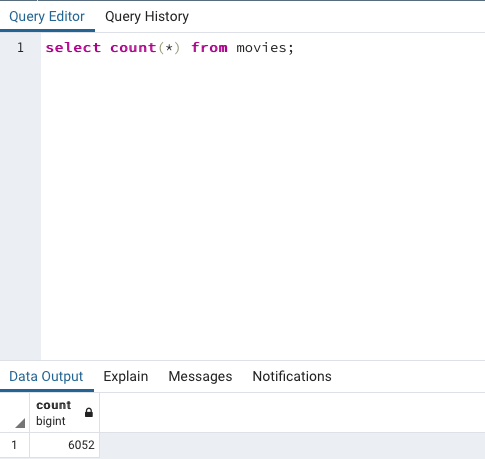 Query Editor Query History
1 select count(*) from movies;
Data Output Explain Messages Notifications
count
bigint
1 6052